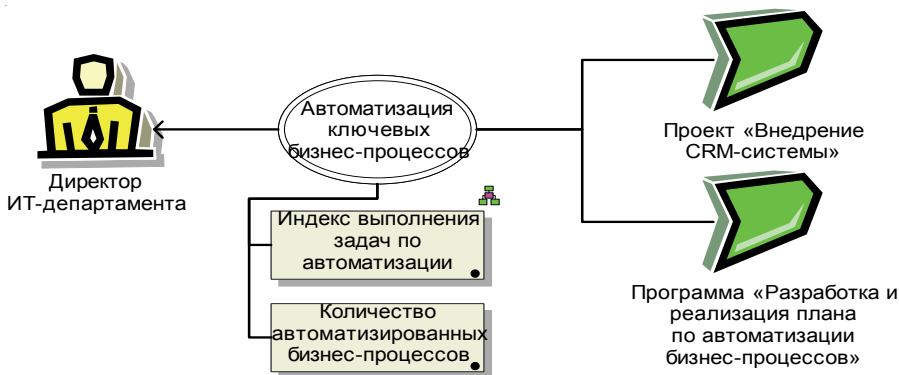 Автоматизация
ключевых
бизнес-процессов
Директор
ИТ-департамента
Индекс выполнения
задач по
автоматизации
Количество
автоматизированных
бизнес-процессов
Проект «Внедрение
CRM-системы»
Программа «Разработка и
реализация плана
по автоматизации
бизнес-процессов»